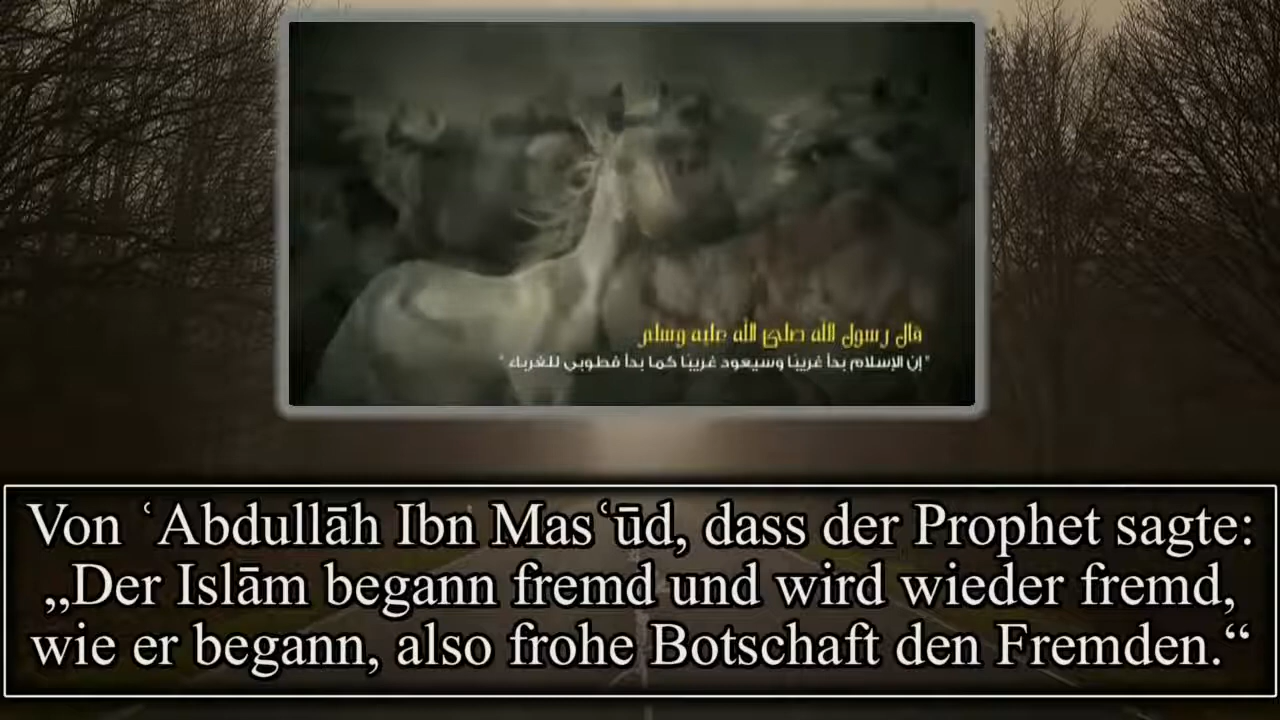 قال رسول الله صلى الله عليه وسلم
"إن الإسلام بدأ غريبًا وسيعود غريبًا كما بدأ فطوبى للغرباء"
Von ʿAbdullāh Ibn Masʿūd, dass der Prophet sagte:
„Der Islām begann fremd und wird wieder fremd,
wie er begann, also frohe Botschaft den Fremden.“